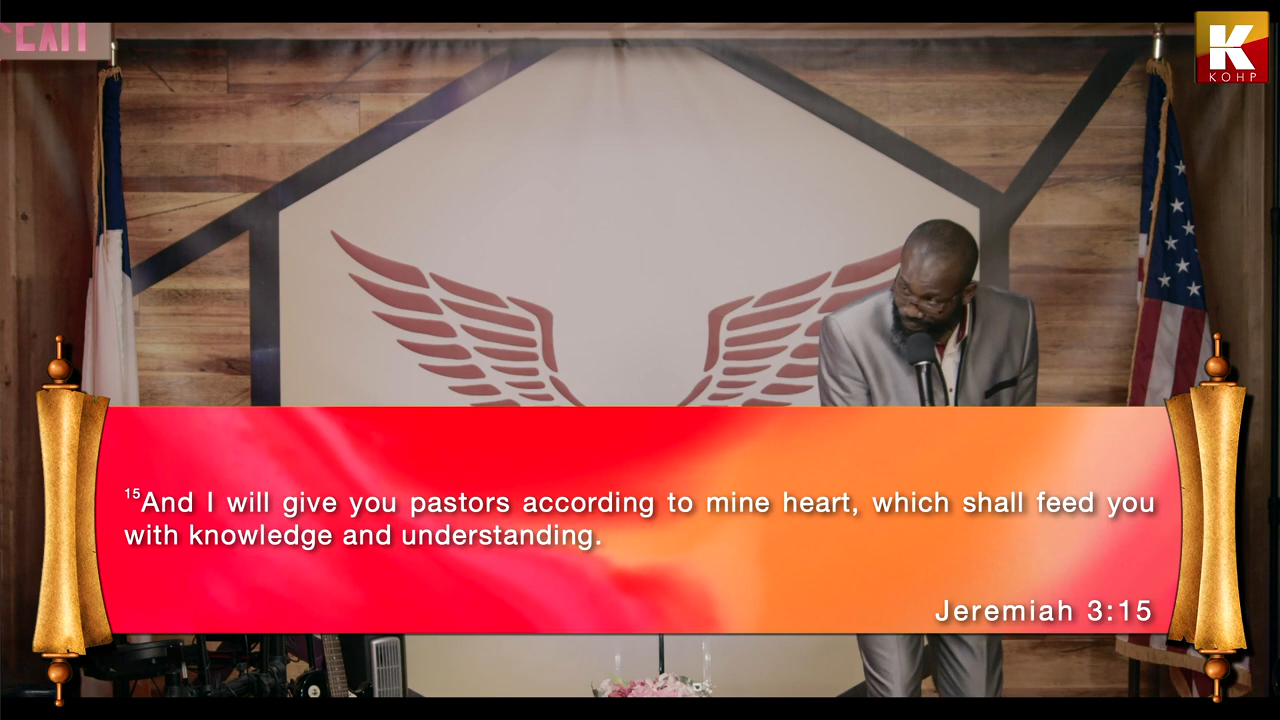 EXIT
K
KOHP
15And I will give you pastors according to mine heart, which shall feed you
with knowledge and understanding.
Jeremiah 3:15